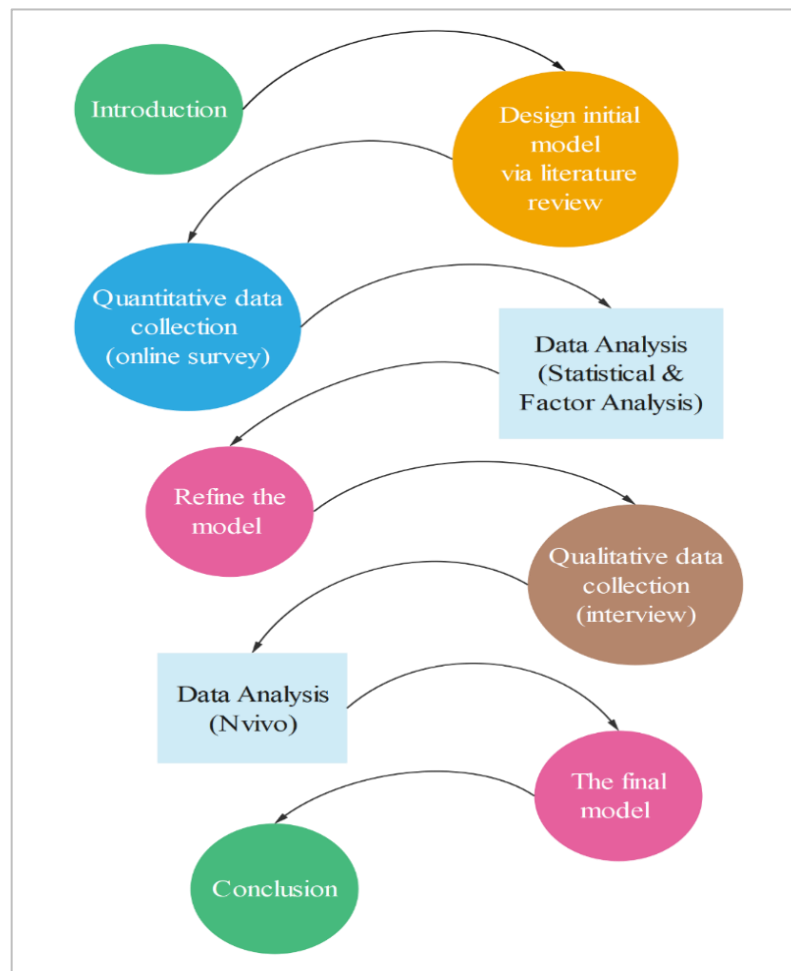 Introduction
Design initial
model
via literature
review
Quantitative data
collection
(online survey)
Data Analysis
(Statistical &
Factor Analysis)
Refine the
model
Qualitative data
collection
(interview)
Data Analysis
(Nvivo)
The final
model
Conclusion